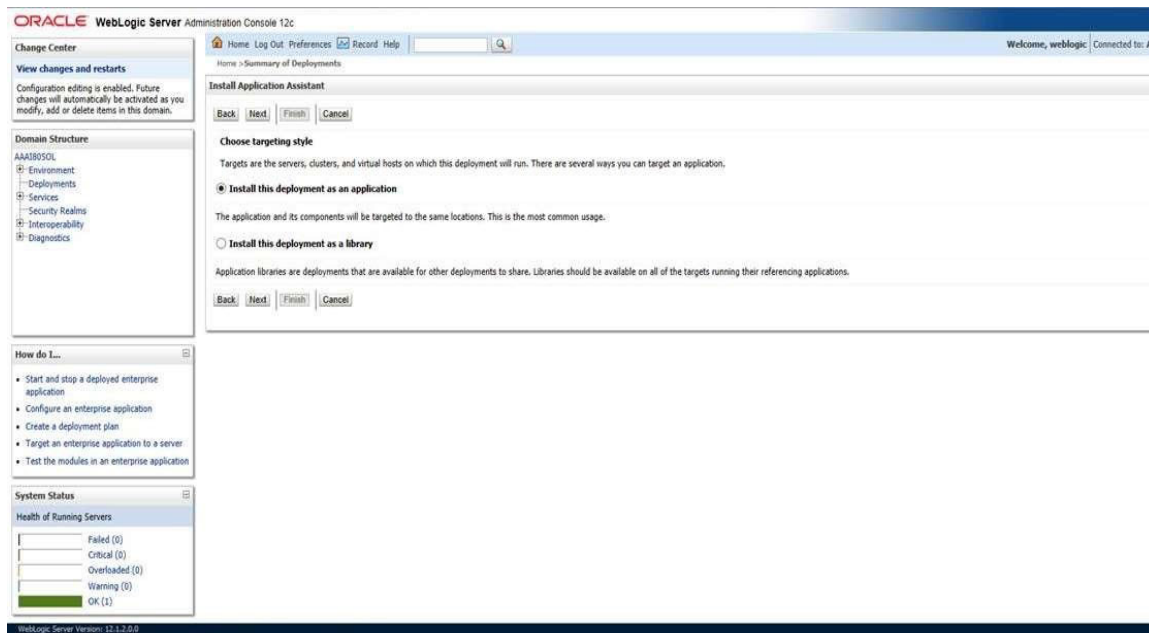 ORACLE WebLogic Server Administration Console 12c
Change Center
View changes and restarts
Configuration editing is enabled. Future
changes will automatically be activated as you
modify, add or delete items in this domain.
Domain Structure
Environment
Deployments
Services
Security Realms
Interoperability
Diagnostics
How do I...
Start and stop a deployed enterprise
application
Configure an enterprise application
Create a deployment plan
Target an enterprise application to a server
Test the modules in an enterprise application
System Status
Health of Running Servers
Failed (0)
Critical (0)
Overloaded (0)
Warning (0)
OK (1)
Home Log Out Preferences Record Help
Welcome, weblogic Connected to:
Home >Summary of Deployments
Install Application Assistant
Back Next Finish Cancel
Choose targeting style
Targets are the servers, clusters, and virtual hosts on which this deployment will run. There are several ways you can target an application.
Install this deployment as an application
The application and its components will be targeted to the same locations. This is the most common usage.
Install this deployment as a library
Application libraries are deployments that are available for other deployments to share. Libraries should be available on all of the targets running their referencing applications.
Back Next Finish Cancel
WebLogic Server Version: 12.1.2.0.0